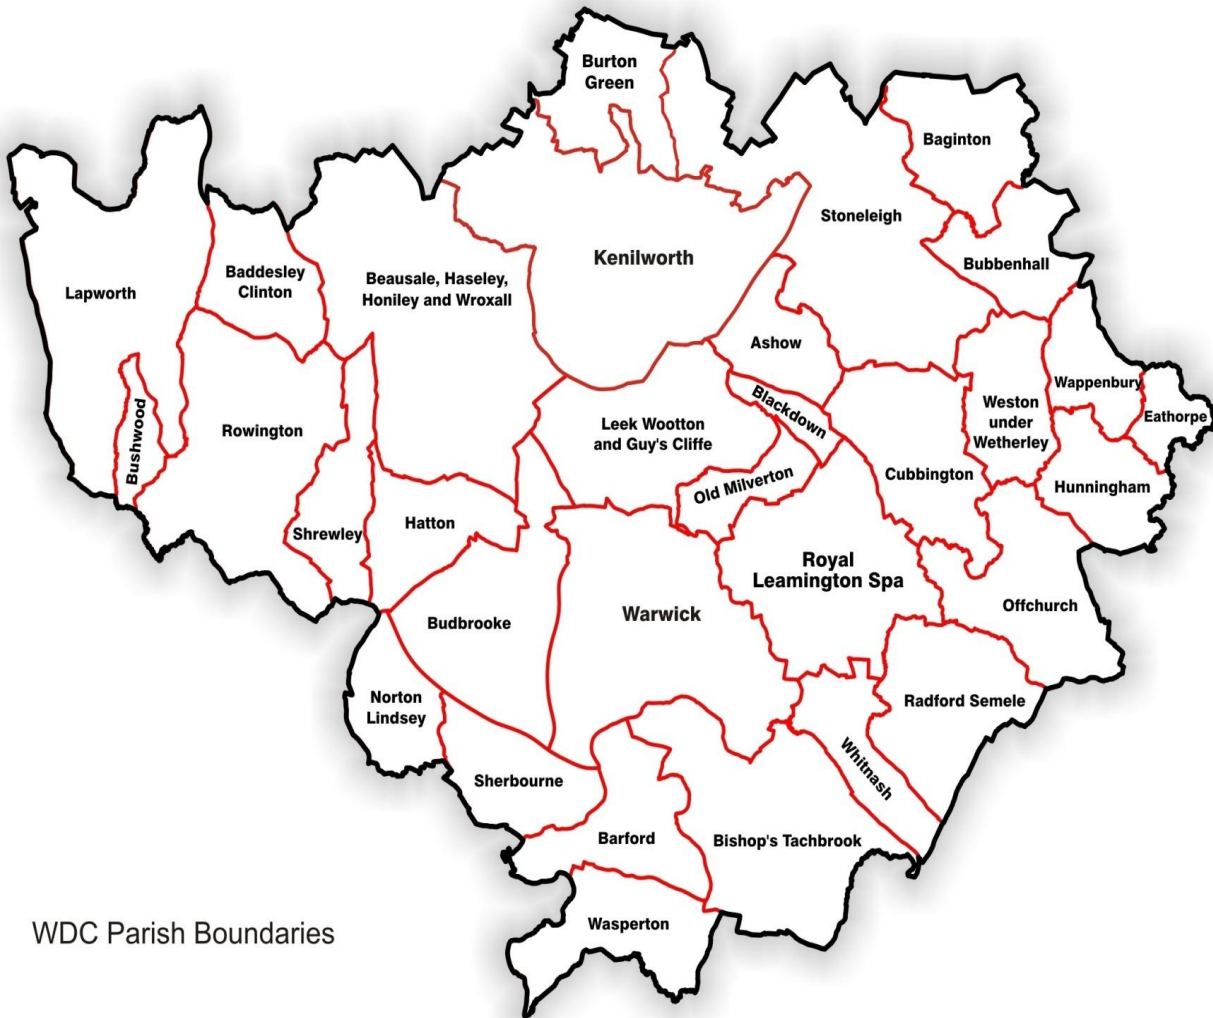 Burton
Green
Baginton
Stoneleigh
Kenilworth
Bubbenhall
Baddesley
Clinton
Beausale, Haseley,
Honiley and Wroxall
Lapworth
Ashow
Wappenbury
Blackdown
Weston
under
Wetherley
Eathorpe
Bushwood
Rowington
Leek Wootton
and Guy's Cliffe
Old Milverton
Cubbington
Hunningham
Shrewley
Hatton
Royal
Leamington Spa
Offchurch
Budbrooke
Warwick
Norton
Lindsey
Radford Semele
Whitnash
Sherbourne
Barford
Bishop's Tachbrook
Wasperton
WDC Parish Boundaries